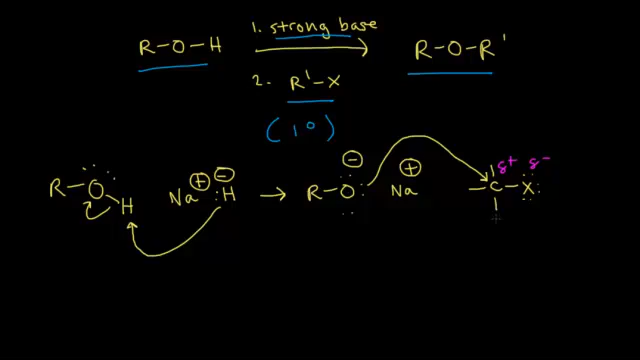 R-O-H 1. strong base R-O-R'
2. R'-X
(1°)
R-O-H Na⊕ :H⊖ → R-O:⊖ Na⊕ -C-X: δ+ δ-